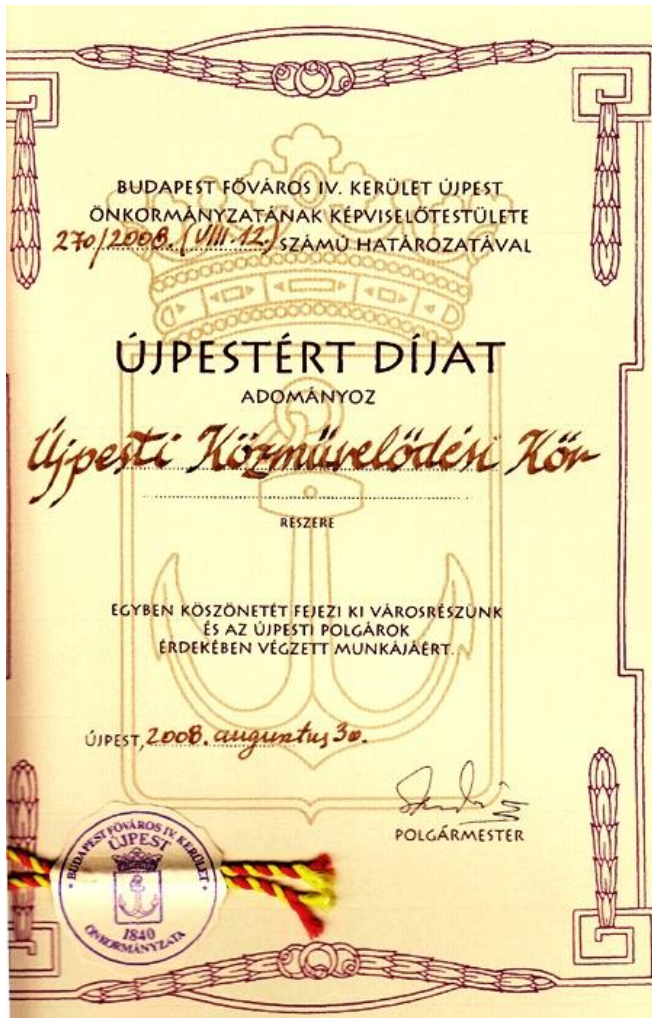 BUDAPEST FŐVÁROS IV. KERÜLET ÚJPEST
ÖNKORMÁNYZATÁNAK KÉPVISELŐTESTÜLETE
270/2008. (VIII.12.) SZÁMÚ HATÁROZATÁVAL
ÚJPESTÉRT DÍJAT
ADOMÁNYOZ
Újpesti Közművelődési Kör
RÉSZÉRE
EGYBEN KÖSZÖNETÉT FEJEZI KI VÁROSRÉSZÜNK
ÉS AZ ÚJPESTI POLGÁROK
ÉRDEKÉBEN VÉGZETT MUNKÁJÁÉRT.
ÚJPEST, 2008. augusztus 30.
POLGÁRMESTER
• BUDAPEST FŐVÁROS IV. KERÜLET •
ÚJPEST
1840
ÖNKORMÁNYZATA